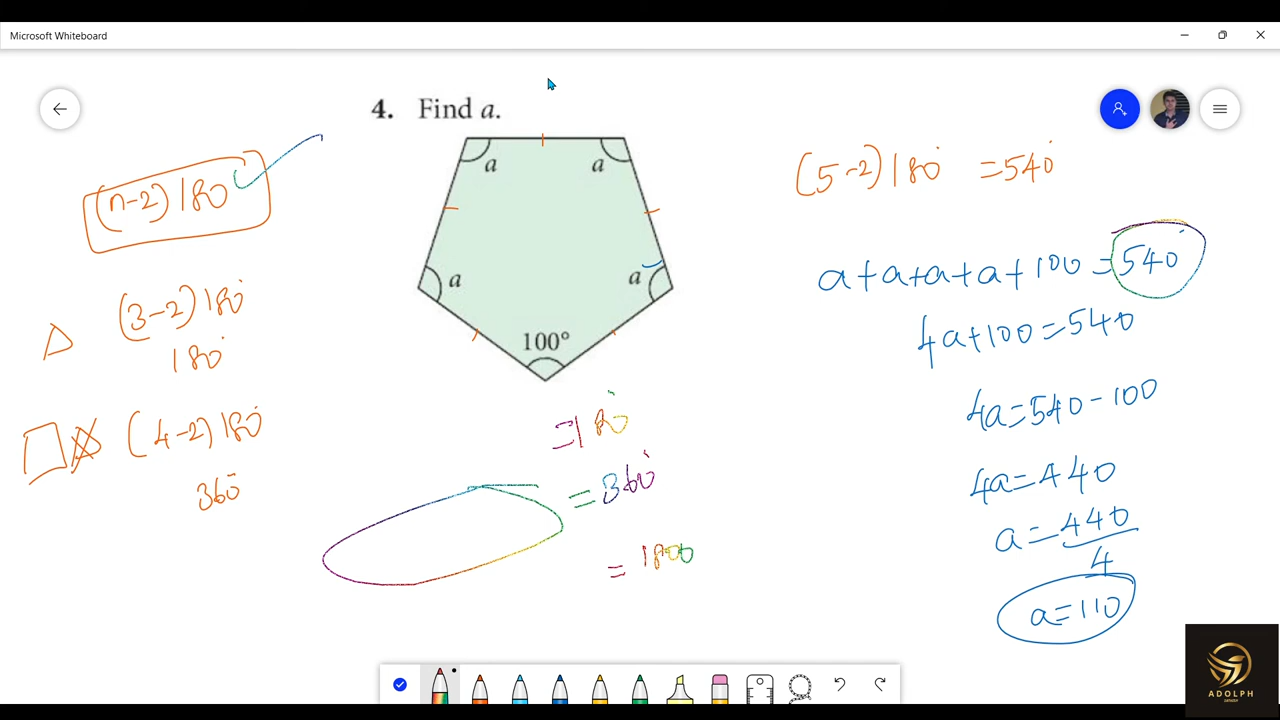 Microsoft Whiteboard
4. Find a.
a
a
a
a
100°
(n-2)180
(3-2)180°
180°
(4-2)180°
360°
=180°
=360°
=1800
(5-2)180° =540°
a+a+a+a+100=540°
4a+100=540
4a=540-100
4a=440
a=440
4
a=110
ADOLPH